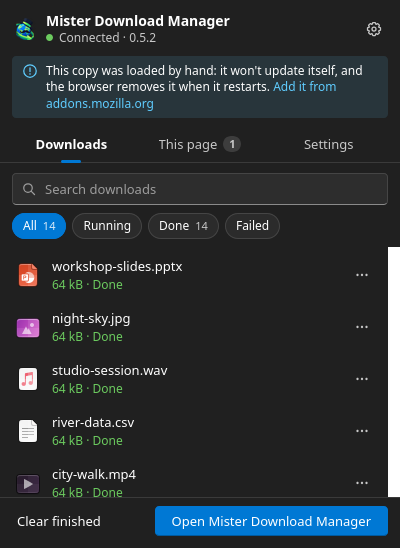 Mister Download Manager
Connected · 0.5.2
This copy was loaded by hand: it won't update itself, and
the browser removes it when it restarts. Add it from
addons.mozilla.org
Downloads
This page 1
Settings
Search downloads
All 14
Running
Done 14
Failed
workshop-slides.pptx
64 kB · Done
night-sky.jpg
64 kB · Done
studio-session.wav
64 kB · Done
river-data.csv
64 kB · Done
city-walk.mp4
64 kB · Done
Clear finished
Open Mister Download Manager